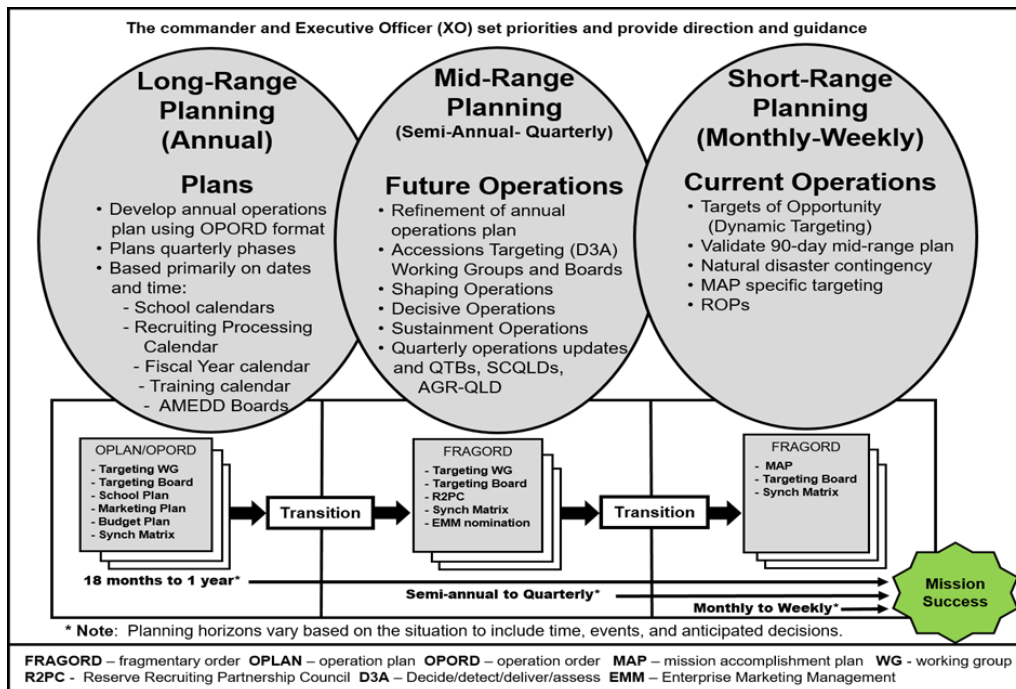 The commander and Executive Officer (XO) set priorities and provide direction and guidance
Long-Range
Planning
(Annual)
Plans
• Develop annual operations
plan using OPORD format
• Plans quarterly phases
• Based primarily on dates
and time:
- School calendars
- Recruiting Processing
Calendar
- Fiscal Year calendar
- Training calendar
- AMEDD Boards
Mid-Range
Planning
(Semi-Annual- Quarterly)
Future Operations
• Refinement of annual
operations plan
• Accessions Targeting (D3A)
Working Groups and Boards
• Shaping Operations
• Decisive Operations
• Sustainment Operations
• Quarterly operations updates
and QTBs, SCQLDs,
AGR-QLD
Short-Range
Planning
(Monthly-Weekly)
Current Operations
• Targets of Opportunity
(Dynamic Targeting)
• Validate 90-day mid-range plan
• Natural disaster contingency
• MAP specific targeting
• ROPs
OPLAN/OPORD
- Targeting WG
- Targeting Board
- School Plan
- Marketing Plan
- Budget Plan
- Synch Matrix
Transition
FRAGORD
- Targeting WG
- Targeting Board
- R2PC
- Synch Matrix
- EMM nomination
Transition
FRAGORD
- MAP
- Targeting Board
- Synch Matrix
18 months to 1 year*
Semi-annual to Quarterly*
Monthly to Weekly*
Mission
Success
* Note: Planning horizons vary based on the situation to include time, events, and anticipated decisions.
FRAGORD – fragmentary order OPLAN – operation plan OPORD – operation order MAP – mission accomplishment plan WG - working group
R2PC - Reserve Recruiting Partnership Council D3A – Decide/detect/deliver/assess EMM – Enterprise Marketing Management